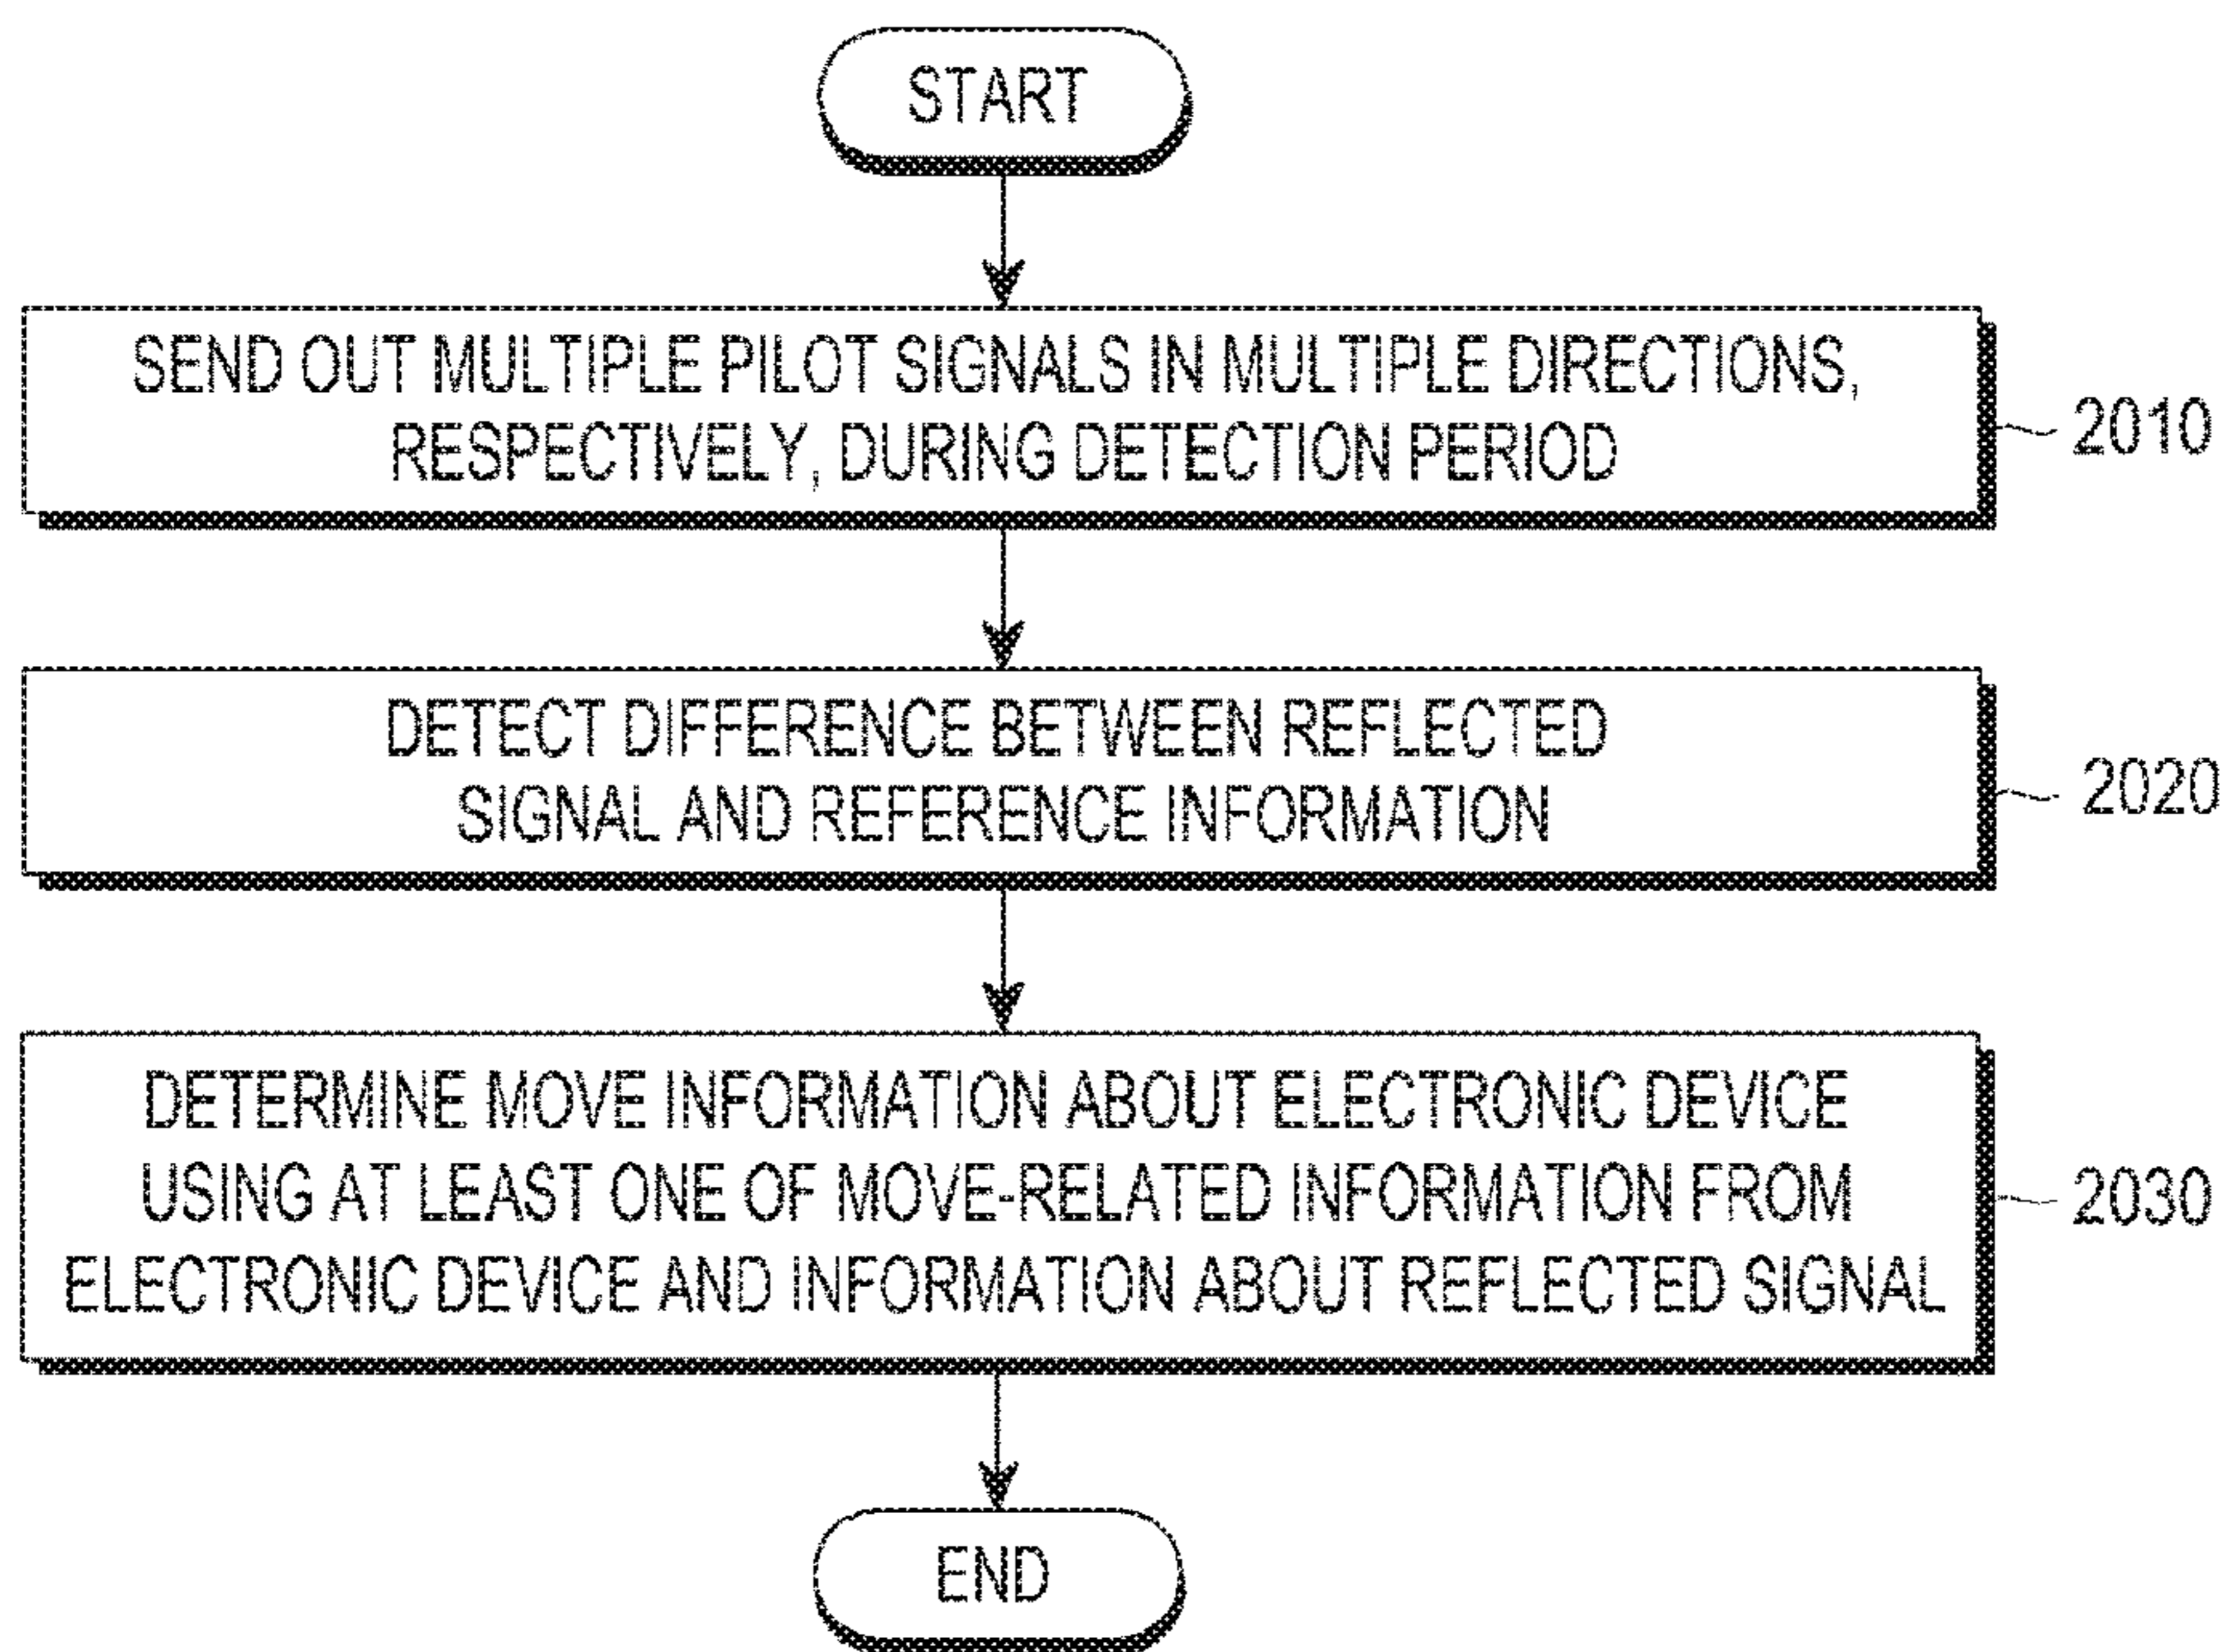 START
SEND OUT MULTIPLE PILOT SIGNALS IN MULTIPLE DIRECTIONS,
RESPECTIVELY, DURING DETECTION PERIOD
2010
DETECT DIFFERENCE BETWEEN REFLECTED
SIGNAL AND REFERENCE INFORMATION
2020
DETERMINE MOVE INFORMATION ABOUT ELECTRONIC DEVICE
USING AT LEAST ONE OF MOVE-RELATED INFORMATION FROM
ELECTRONIC DEVICE AND INFORMATION ABOUT REFLECTED SIGNAL
2030
END